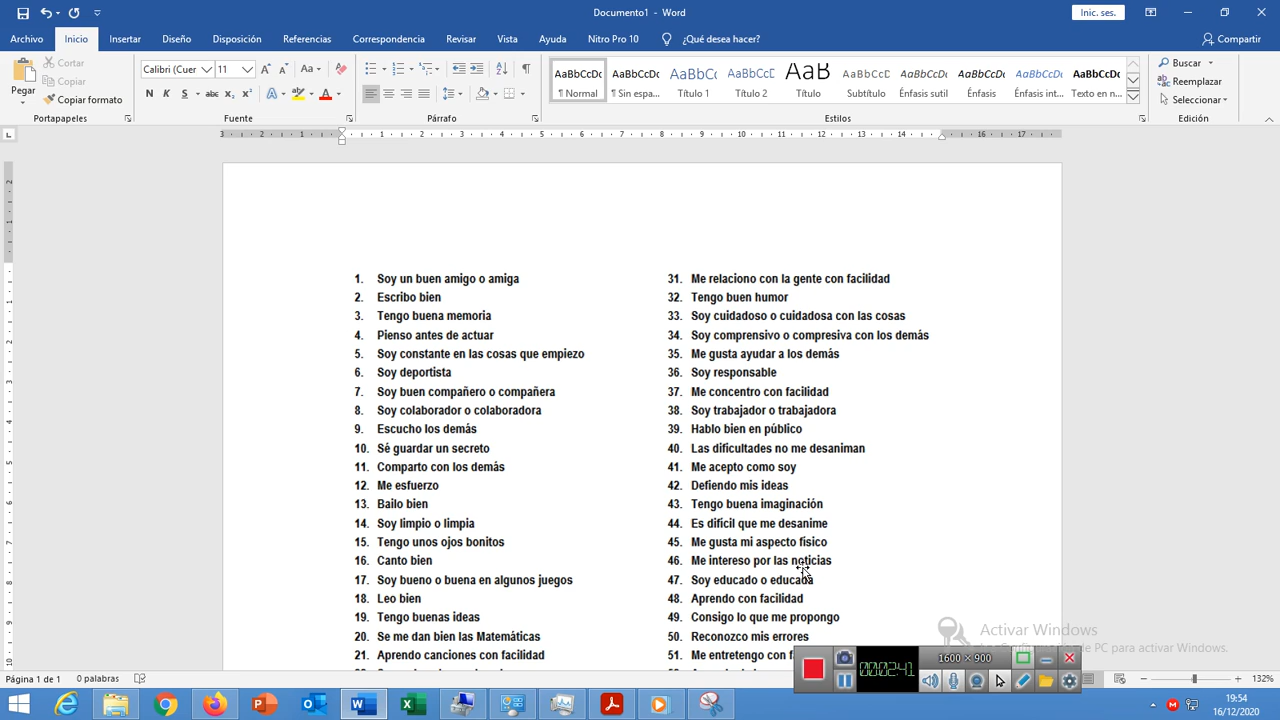 Documento1 - Word
Inic. ses.
Archivo Inicio Insertar Diseño Disposición Referencias Correspondencia Revisar Vista Ayuda Nitro Pro 10 ¿Qué desea hacer? Compartir
Pegar
Cortar
Copiar
Copiar formato
Calibri (Cuer 11
AaBbCcDc AaBbCcDc AaBbCc AaBbCcD AaB AaBbCcD AaBbCcDc AaBbCcDc AaBbCcDc AaBbCcDc
¶ Normal ¶ Sin espa... Título 1 Título 2 Título Subtítulo Énfasis sutil Énfasis Énfasis int... Texto en n...
Buscar
Reemplazar
Seleccionar
Portapapeles Fuente Párrafo Estilos Edición
1. Soy un buen amigo o amiga
2. Escribo bien
3. Tengo buena memoria
4. Pienso antes de actuar
5. Soy constante en las cosas que empiezo
6. Soy deportista
7. Soy buen compañero o compañera
8. Soy colaborador o colaboradora
9. Escucho los demás
10. Sé guardar un secreto
11. Comparto con los demás
12. Me esfuerzo
13. Bailo bien
14. Soy limpio o limpia
15. Tengo unos ojos bonitos
16. Canto bien
17. Soy bueno o buena en algunos juegos
18. Leo bien
19. Tengo buenas ideas
20. Se me dan bien las Matemáticas
21. Aprendo canciones con facilidad
31. Me relaciono con la gente con facilidad
32. Tengo buen humor
33. Soy cuidadoso o cuidadosa con las cosas
34. Soy comprensivo o compresiva con los demás
35. Me gusta ayudar a los demás
36. Soy responsable
37. Me concentro con facilidad
38. Soy trabajador o trabajadora
39. Hablo bien en público
40. Las dificultades no me desaniman
41. Me acepto como soy
42. Defiendo mis ideas
43. Tengo buena imaginación
44. Es difícil que me desanime
45. Me gusta mi aspecto físico
46. Me intereso por las noticias
47. Soy educado o educada
48. Aprendo con facilidad
49. Consigo lo que me propongo
50. Reconozco mis errores
51. Me entretengo con
Activar Windows
de PC para activar Windows.
1600 × 900
00:02:41
Página 1 de 1 0 palabras
132%
19:54
16/12/2020